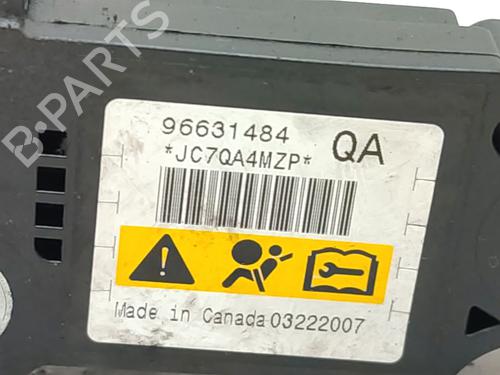 96631484 QA
*JC7QA4MZP*
Made in Canada 03222007
B-PARTS